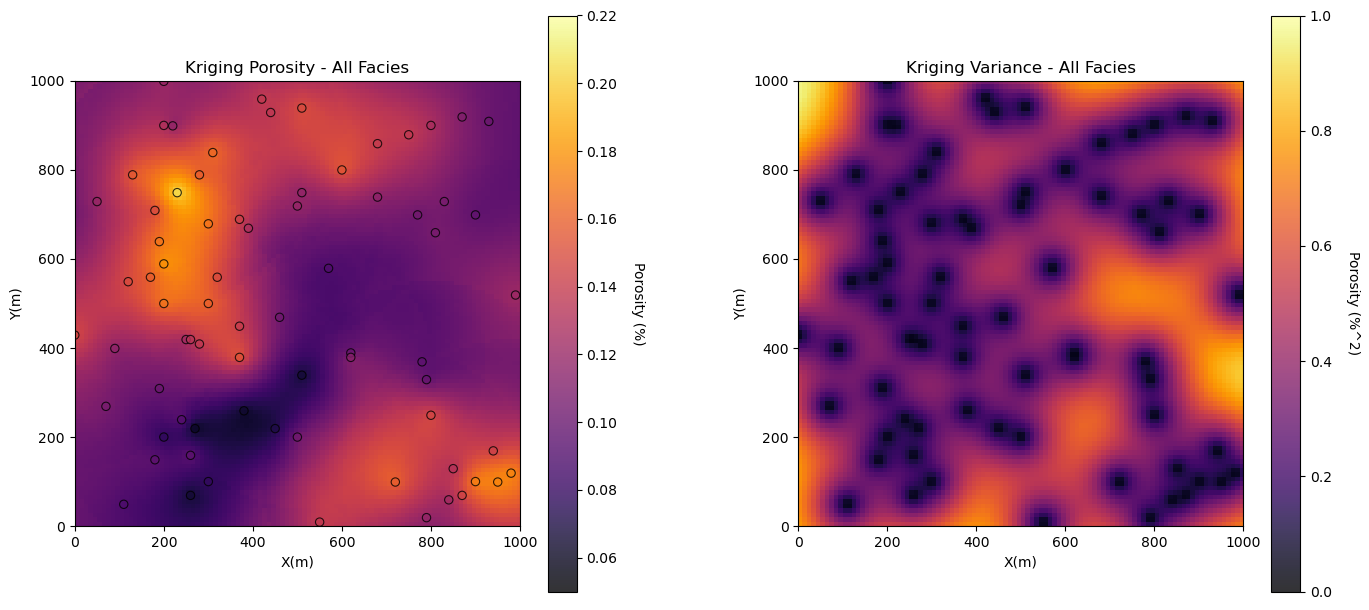 Kriging Porosity - All Facies
1000
800
600
400
200
0
Y(m)
0 200 400 600 800 1000
X(m)
0.22
0.20
0.18
0.16
0.14
0.12
0.10
0.08
0.06
Porosity (%)
Kriging Variance - All Facies
1000
800
600
400
200
0
Y(m)
0 200 400 600 800 1000
X(m)
1.0
0.8
0.6
0.4
0.2
0.0
Porosity (%^2)